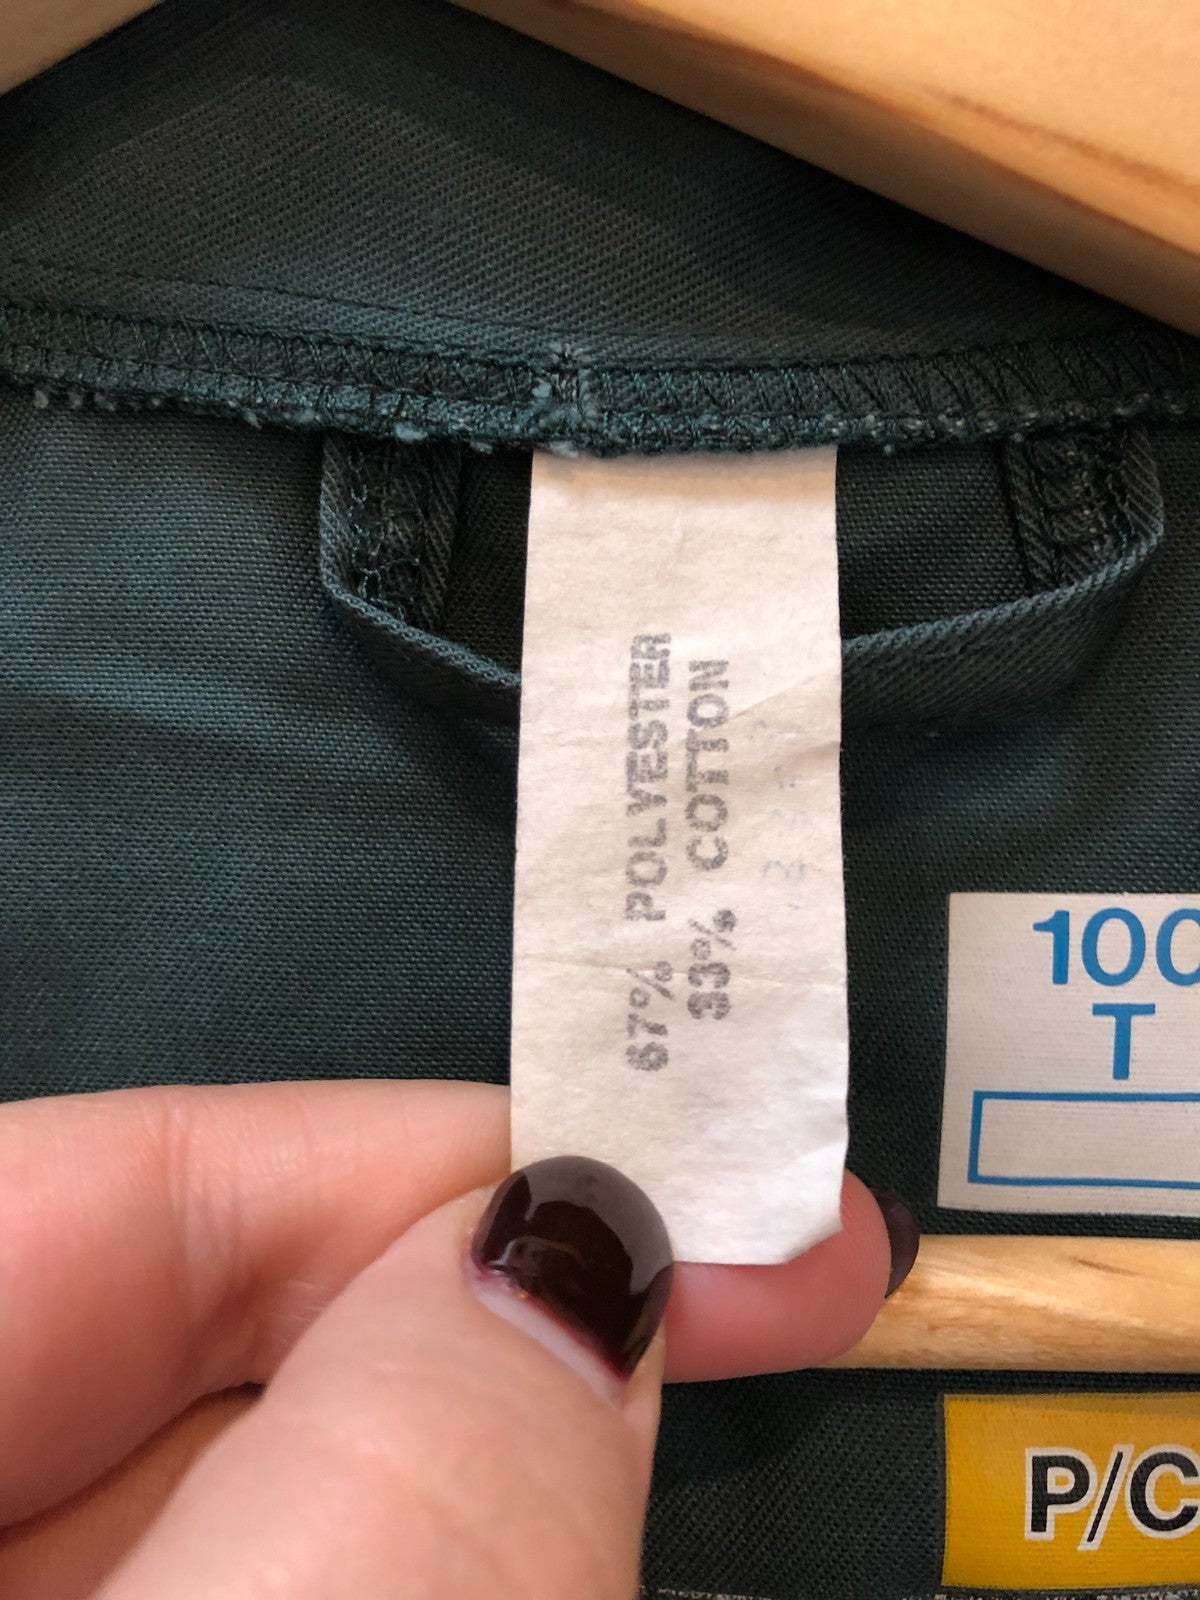 67% POLYESTER
33% COTTON
100
T
P/C